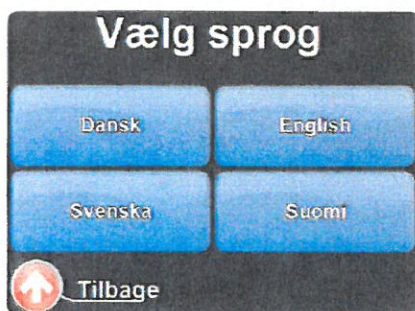 Vælg sprog
Dansk
English
Svenska
Suomi
Tilbage